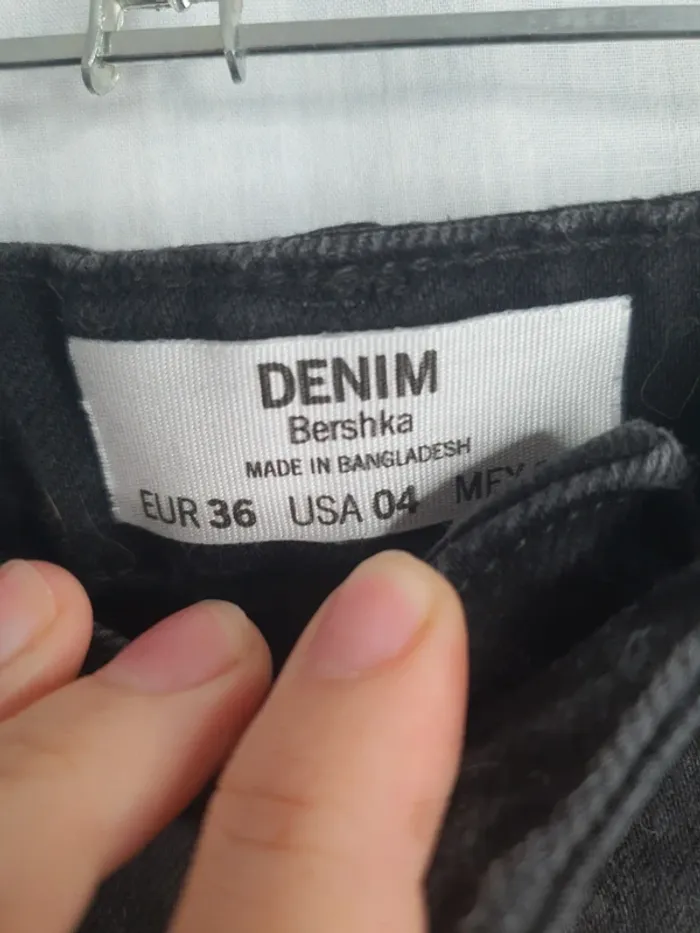 DENIM
Bershka
MADE IN BANGLADESH
EUR 36 USA 04